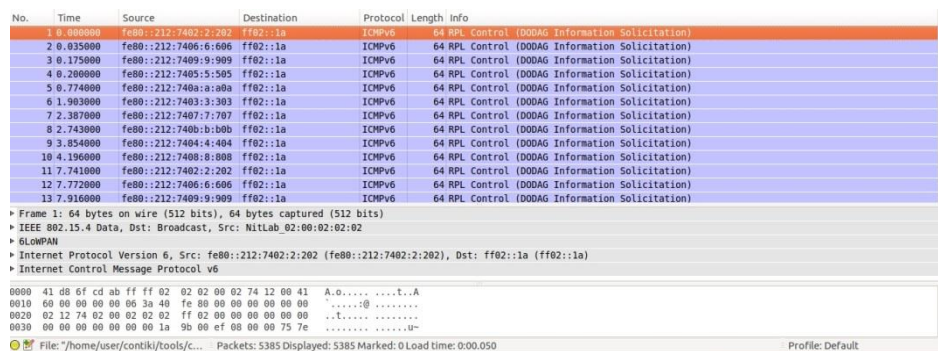 No. Time Source Destination Protocol Length Info
1 0.000000 fe80::212:7402:2:202 ff02::1a ICMPv6 64 RPL Control (DODAG Information Solicitation)
2 0.035000 fe80::212:7406:6:606 ff02::1a ICMPv6 64 RPL Control (DODAG Information Solicitation)
3 0.175000 fe80::212:7409:9:909 ff02::1a ICMPv6 64 RPL Control (DODAG Information Solicitation)
4 0.200000 fe80::212:7405:5:505 ff02::1a ICMPv6 64 RPL Control (DODAG Information Solicitation)
5 0.774000 fe80::212:740a:a:a0a ff02::1a ICMPv6 64 RPL Control (DODAG Information Solicitation)
6 1.903000 fe80::212:7403:3:303 ff02::1a ICMPv6 64 RPL Control (DODAG Information Solicitation)
7 2.387000 fe80::212:7407:7:707 ff02::1a ICMPv6 64 RPL Control (DODAG Information Solicitation)
8 2.743000 fe80::212:740b:b:b0b ff02::1a ICMPv6 64 RPL Control (DODAG Information Solicitation)
9 3.854000 fe80::212:7404:4:404 ff02::1a ICMPv6 64 RPL Control (DODAG Information Solicitation)
10 4.196000 fe80::212:7408:8:808 ff02::1a ICMPv6 64 RPL Control (DODAG Information Solicitation)
11 7.741000 fe80::212:7402:2:202 ff02::1a ICMPv6 64 RPL Control (DODAG Information Solicitation)
12 7.772000 fe80::212:7406:6:606 ff02::1a ICMPv6 64 RPL Control (DODAG Information Solicitation)
13 7.916000 fe80::212:7409:9:909 ff02::1a ICMPv6 64 RPL Control (DODAG Information Solicitation)
Frame 1: 64 bytes on wire (512 bits), 64 bytes captured (512 bits)
IEEE 802.15.4 Data, Dst: Broadcast, Src: NitLab_02:00:02:02:02
6LoWPAN
Internet Protocol Version 6, Src: fe80::212:7402:2:202 (fe80::212:7402:2:202), Dst: ff02::1a (ff02::1a)
Internet Control Message Protocol v6
0000 41 d8 6f cd ab ff ff 02 02 02 00 02 74 12 00 41 A.o..... ....t..A
0010 60 00 00 00 00 06 3a 40 fe 80 00 00 00 00 00 00 `.....:@ ........
0020 02 12 74 02 00 02 02 02 ff 02 00 00 00 00 00 00 ..t..... ........
0030 00 00 00 00 00 00 00 1a 9b 00 ef 08 00 00 75 7e ........ ......u~
File: "/home/user/contiki/tools/c... Packets: 5385 Displayed: 5385 Marked: 0 Load time: 0:00.050 Profile: Default